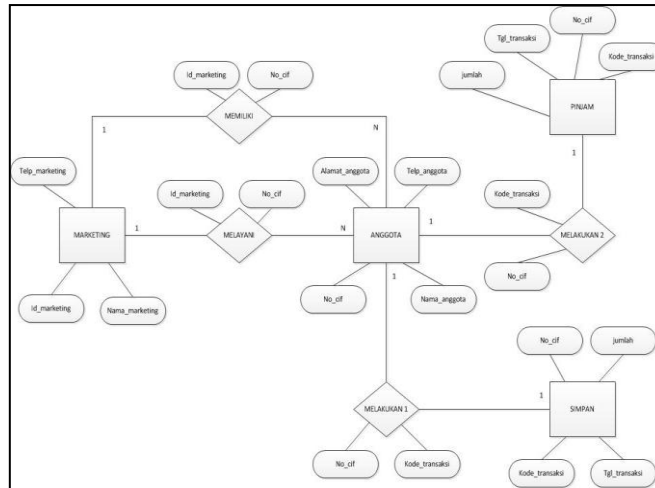 No_cif
Tgl_transaksi
Kode_transaksi
jumlah
PINJAM
Id_marketing
No_cif
MEMILIKI
1
N
1
Telp_marketing
Alamat_anggota
Telp_anggota
Id_marketing
No_cif
Kode_transaksi
MARKETING
1
MELAYANI
N
ANGGOTA
1
MELAKUKAN 2
No_cif
1
Id_marketing
Nama_marketing
No_cif
Nama_anggota
No_cif
jumlah
MELAKUKAN 1
1
SIMPAN
No_cif
Kode_transaksi
Kode_transaksi
Tgl_transaksi